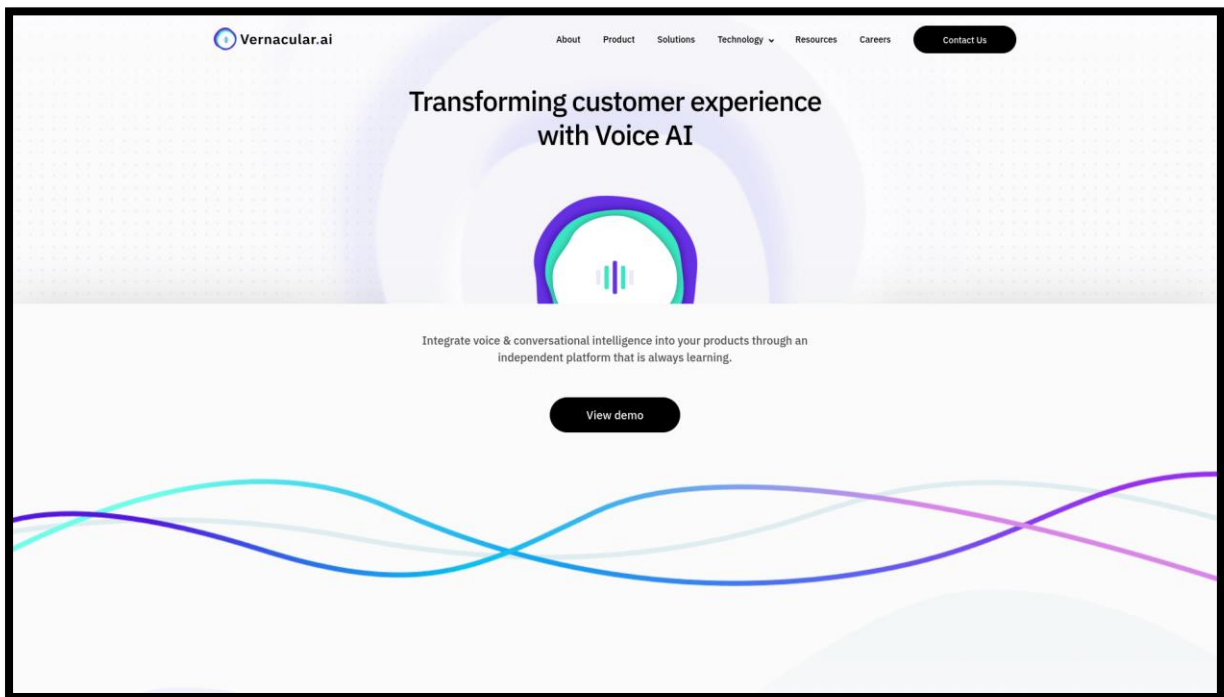 Vernacular.ai
About Product Solutions Technology Resources Careers Contact Us
Transforming customer experience
with Voice AI
Integrate voice & conversational intelligence into your products through an
independent platform that is always learning.
View demo